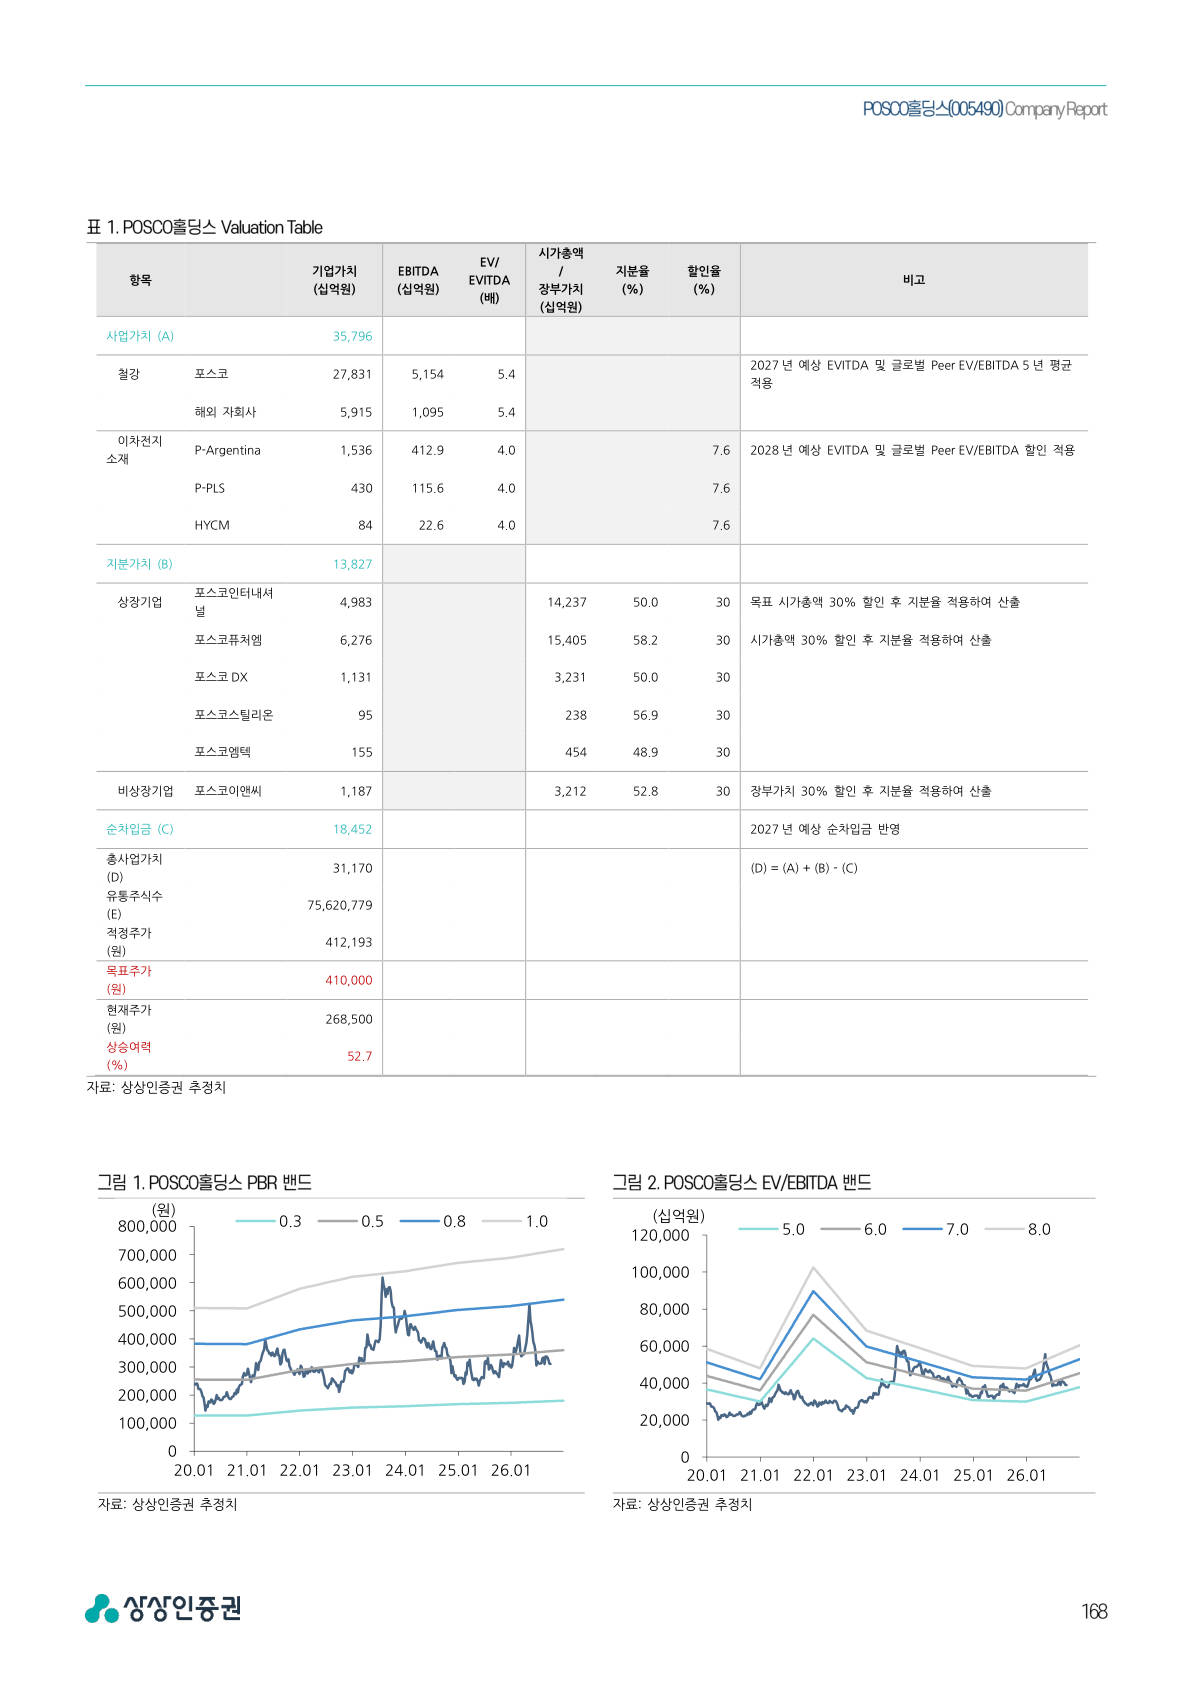 POSCO홀딩스(005490) Company Report
표 1. POSCO홀딩스 Valuation Table
항목 기업가치 (십억원) EBITDA (십억원) EV/ EVITDA (배) 시가총액 / 장부가치 (십억원) 지분율 (%) 할인율 (%) 비고
사업가치 (A) 35,796
철강 포스코 27,831 5,154 5.4 2027년 예상 EVITDA 및 글로벌 Peer EV/EBITDA 5년 평균 적용
해외 자회사 5,915 1,095 5.4
이차전지 소재 P-Argentina 1,536 412.9 4.0 7.6 2028년 예상 EVITDA 및 글로벌 Peer EV/EBITDA 할인 적용
P-PLS 430 115.6 4.0 7.6
HYCM 84 22.6 4.0 7.6
지분가치 (B) 13,827
상장기업 포스코인터내셔널 4,983 14,237 50.0 30 목표 시가총액 30% 할인 후 지분율 적용하여 산출
포스코퓨처엠 6,276 15,405 58.2 30 시가총액 30% 할인 후 지분율 적용하여 산출
포스코 DX 1,131 3,231 50.0 30
포스코스틸리온 95 238 56.9 30
포스코엠텍 155 454 48.9 30
비상장기업 포스코이앤씨 1,187 3,212 52.8 30 장부가치 30% 할인 후 지분율 적용하여 산출
순차입금 (C) 18,452 2027년 예상 순차입금 반영
총사업가치 (D) 31,170 (D) = (A) + (B) - (C)
유통주식수 (E) 75,620,779
적정주가 (원) 412,193
목표주가 (원) 410,000
현재주가 (원) 268,500
상승여력 (%) 52.7
자료: 상상인증권 추정치
그림 1. POSCO홀딩스 PBR 밴드
(원)
0.3 0.5 0.8 1.0
800,000
700,000
600,000
500,000
400,000
300,000
200,000
100,000
0
20.01 21.01 22.01 23.01 24.01 25.01 26.01
자료: 상상인증권 추정치
그림 2. POSCO홀딩스 EV/EBITDA 밴드
(십억원)
5.0 6.0 7.0 8.0
120,000
100,000
80,000
60,000
40,000
20,000
0
20.01 21.01 22.01 23.01 24.01 25.01 26.01
자료: 상상인증권 추정치
상상인증권
168